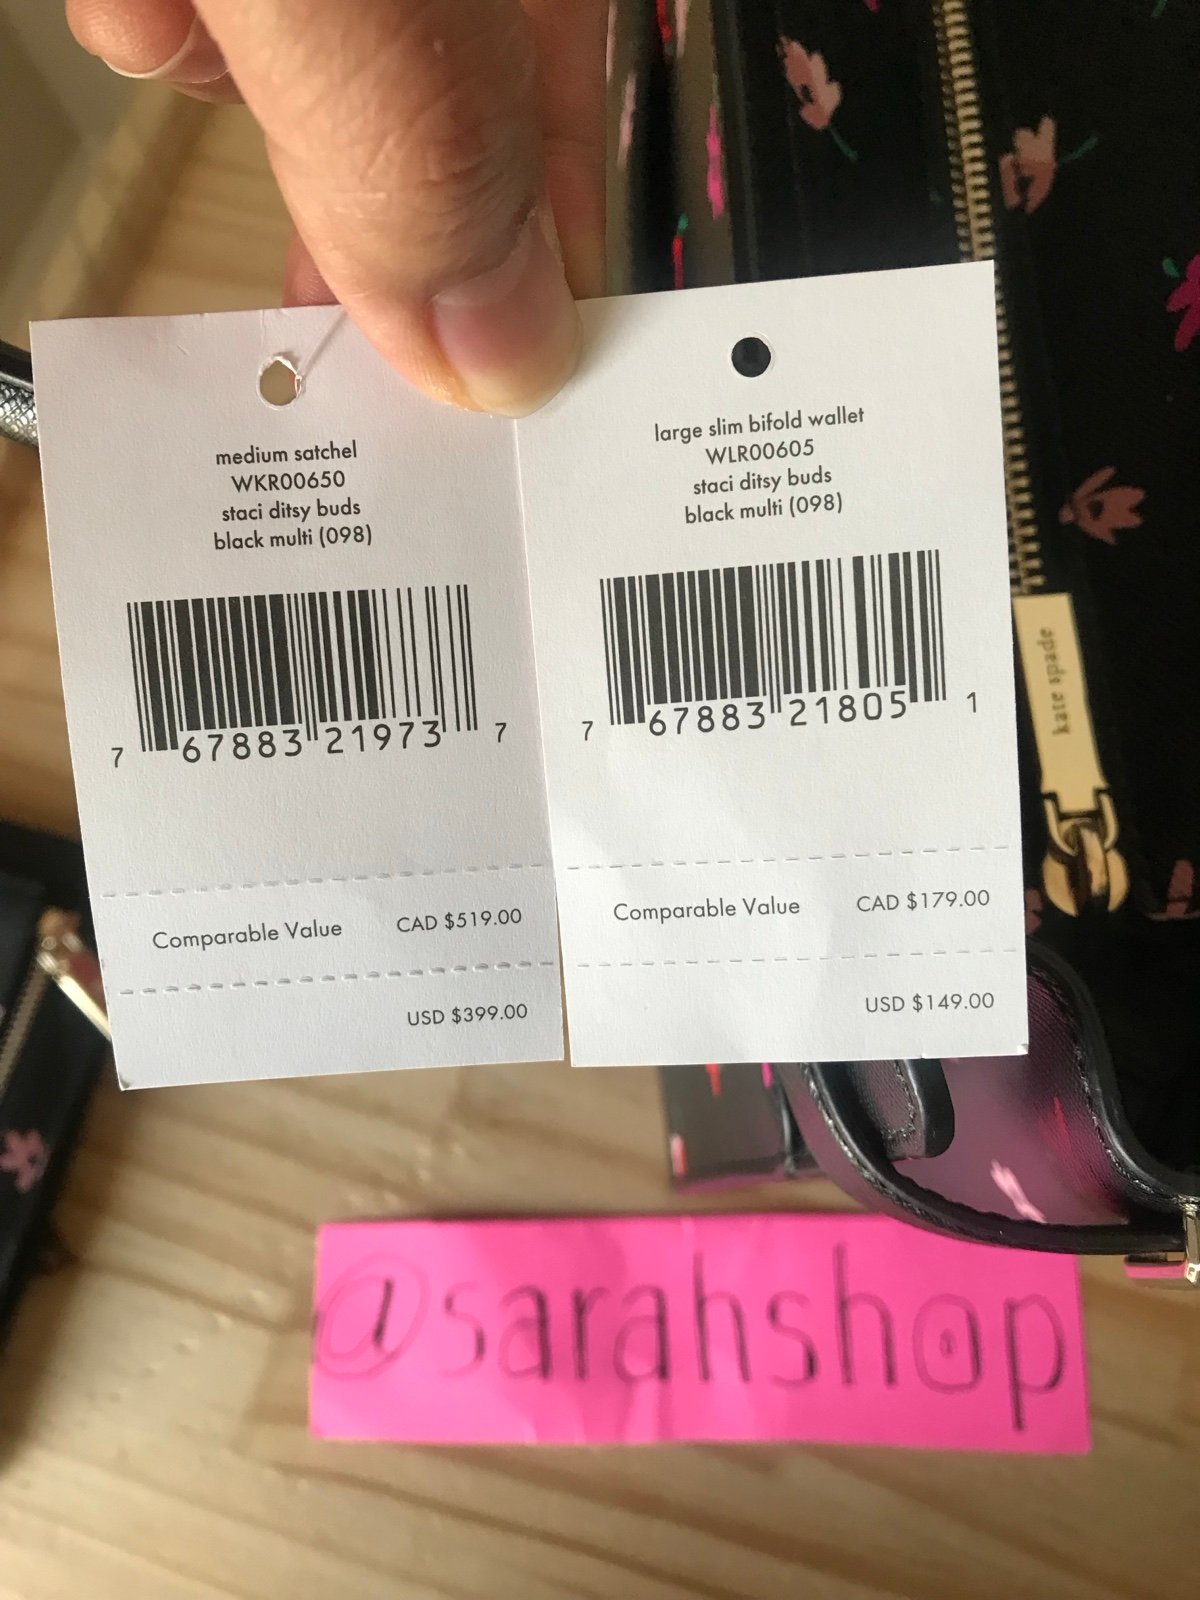 medium satchel
WKR00650
staci ditsy buds
black multi (098)
7 67883 21973 7
Comparable Value CAD $519.00
USD $399.00
large slim bifold wallet
WLR00605
staci ditsy buds
black multi (098)
7 67883 21805 1
Comparable Value CAD $179.00
USD $149.00
kate spade
@sarahshop